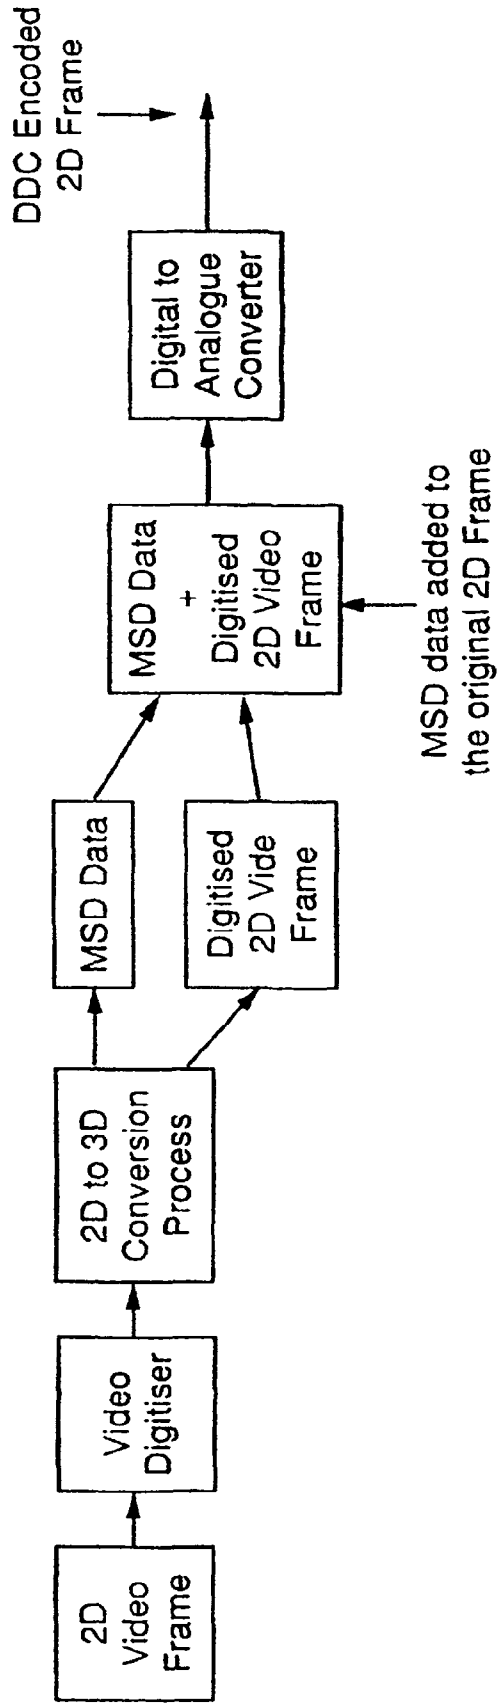 2D
Video
Frame
Video
Digitiser
2D to 3D
Conversion
Process
MSD Data
Digitised
2D Vide
Frame
MSD Data
+
Digitised
2D Video
Frame
MSD data added to
the original 2D Frame
Digital to
Analogue
Converter
DDC Encoded
2D Frame